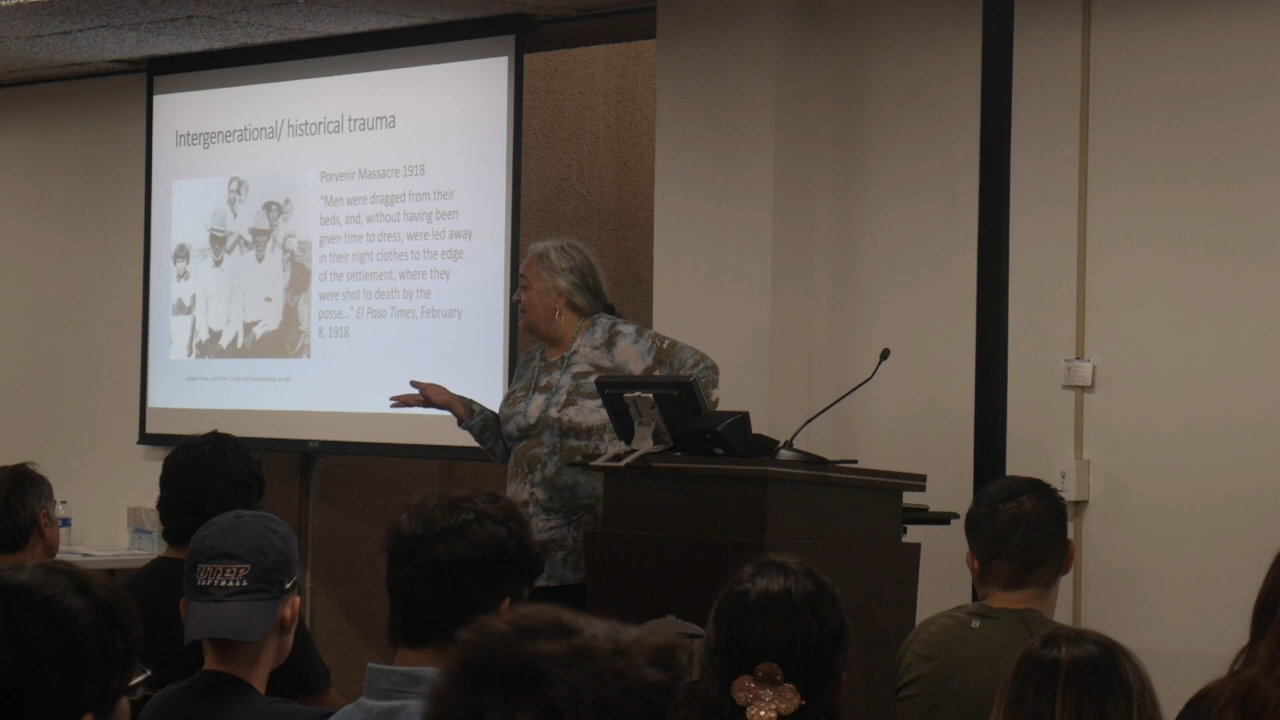 Intergenerational/ historical trauma
Porvenir Massacre 1918
"Men were dragged from their
beds, and, without having been
given time to dress, were led away
in their night clothes to the edge
of the settlement, where they
were shot to death by the
posse..." El Paso Times, February
8, 1918
UTEP
SOFTBALL